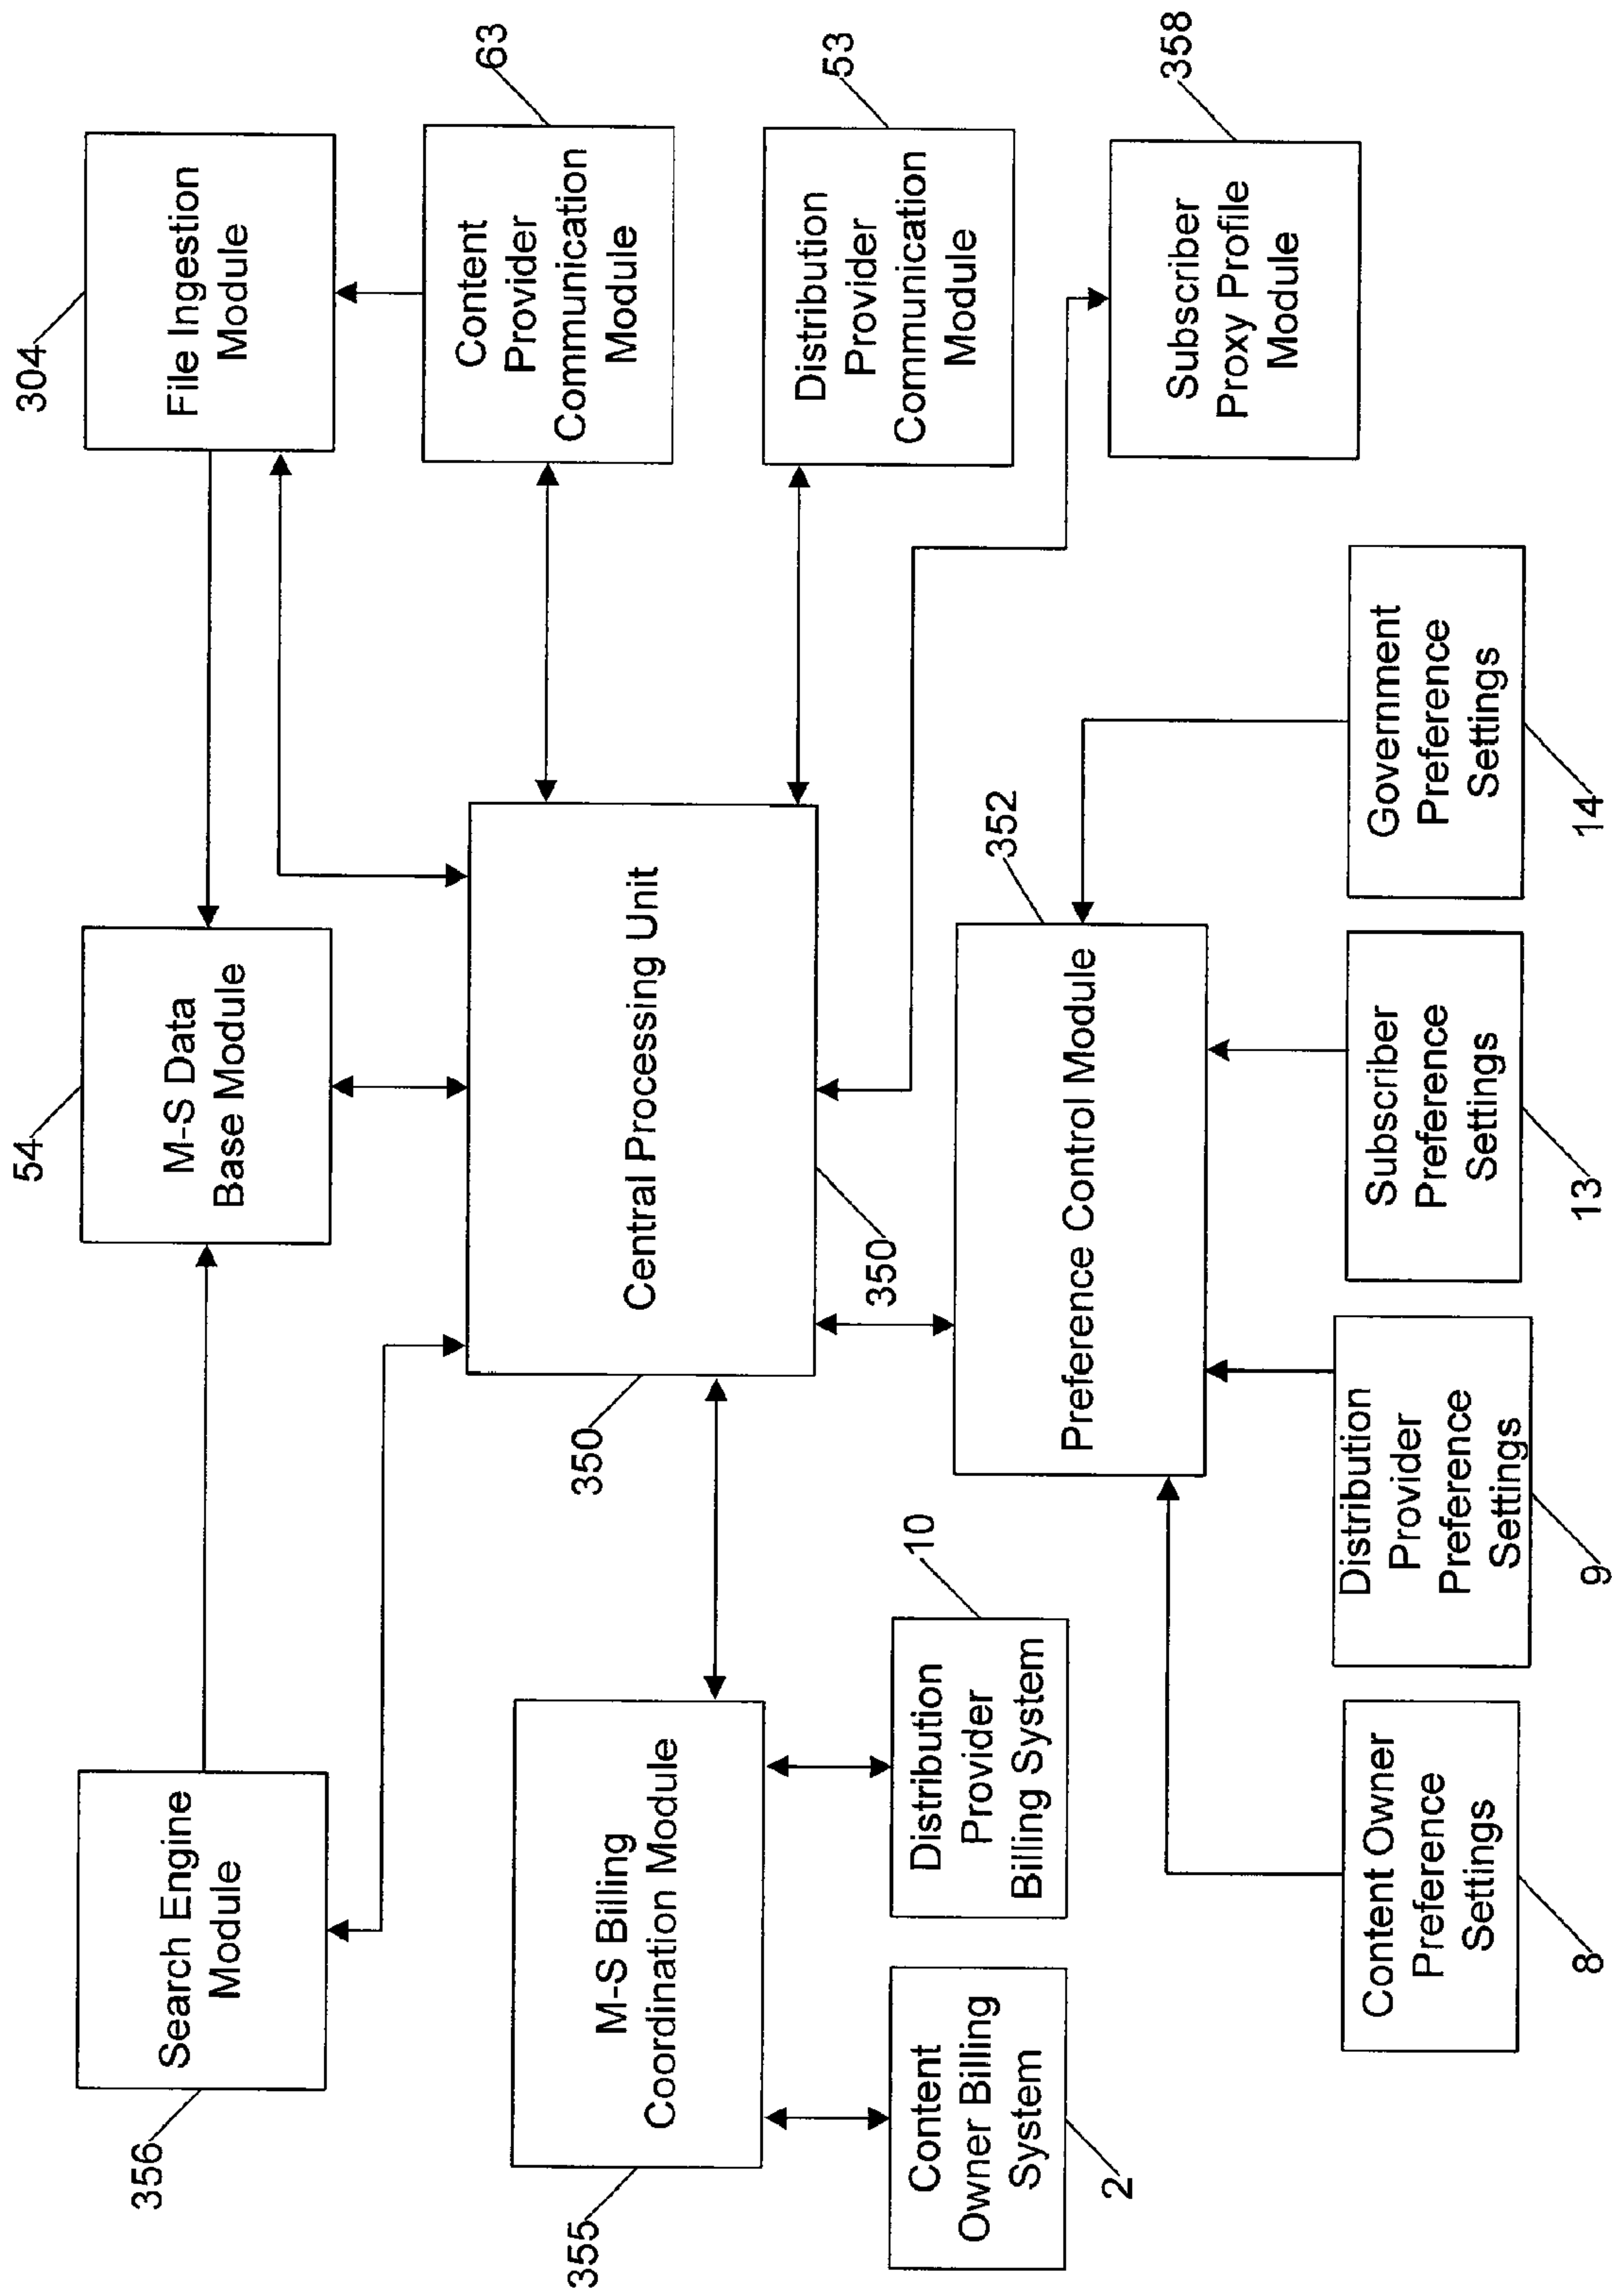 356
Search Engine
Module
54
M-S Data
Base Module
304
File Ingestion
Module
355
M-S Billing
Coordination Module
350
Central Processing Unit
350
63
Content
Provider
Communication
Module
53
Distribution
Provider
Communication
Module
Content
Owner Billing
System
2
10
Distribution
Provider
Billing System
352
Preference Control Module
358
Subscriber
Proxy Profile
Module
Content Owner
Preference
Settings
8
Distribution
Provider
Preference
Settings
9
Subscriber
Preference
Settings
13
Government
Preference
Settings
14